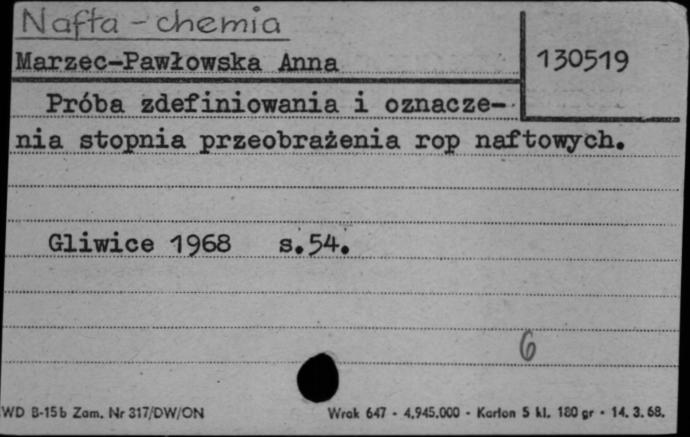 Nafta - chemia
Marzec-Pawłowska Anna
130519
Próba zdefiniowania i oznacze-
nia stopnia przeobrażenia rop naftowych.
Gliwice 1968 s.54.
6
WD B-15b Zam. Nr 317/DW/ON
Wrak 647 - 4.945.000 - Karton 5 kl. 180 gr - 14. 3. 68.